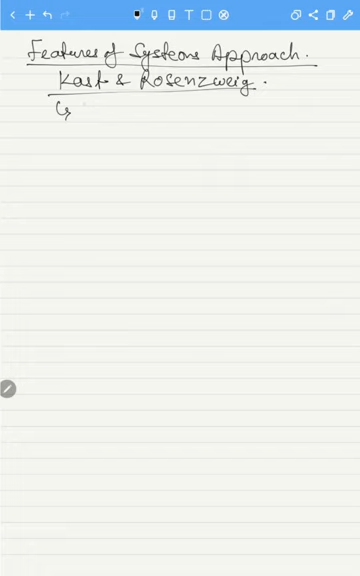 Features of Systems Approach.
Kast & Rosenzweig.